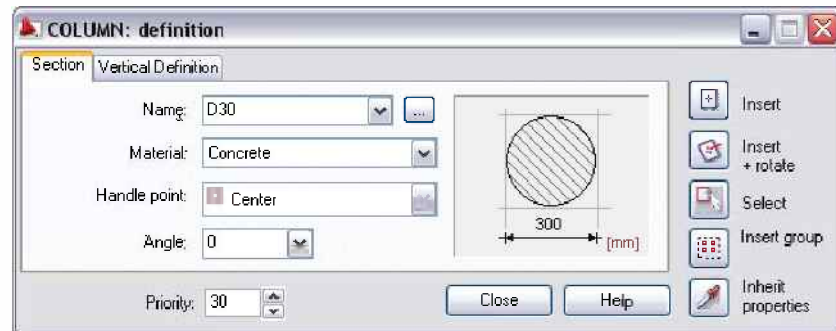 COLUMN: definition
Section Vertical Definition
Name: D30 ...
Material: Concrete
Handle point: Center
Angle: 0
Priority: 30
300
[mm]
Close Help
Insert
Insert
+ rotate
Select
Insert group
Inherit
properties